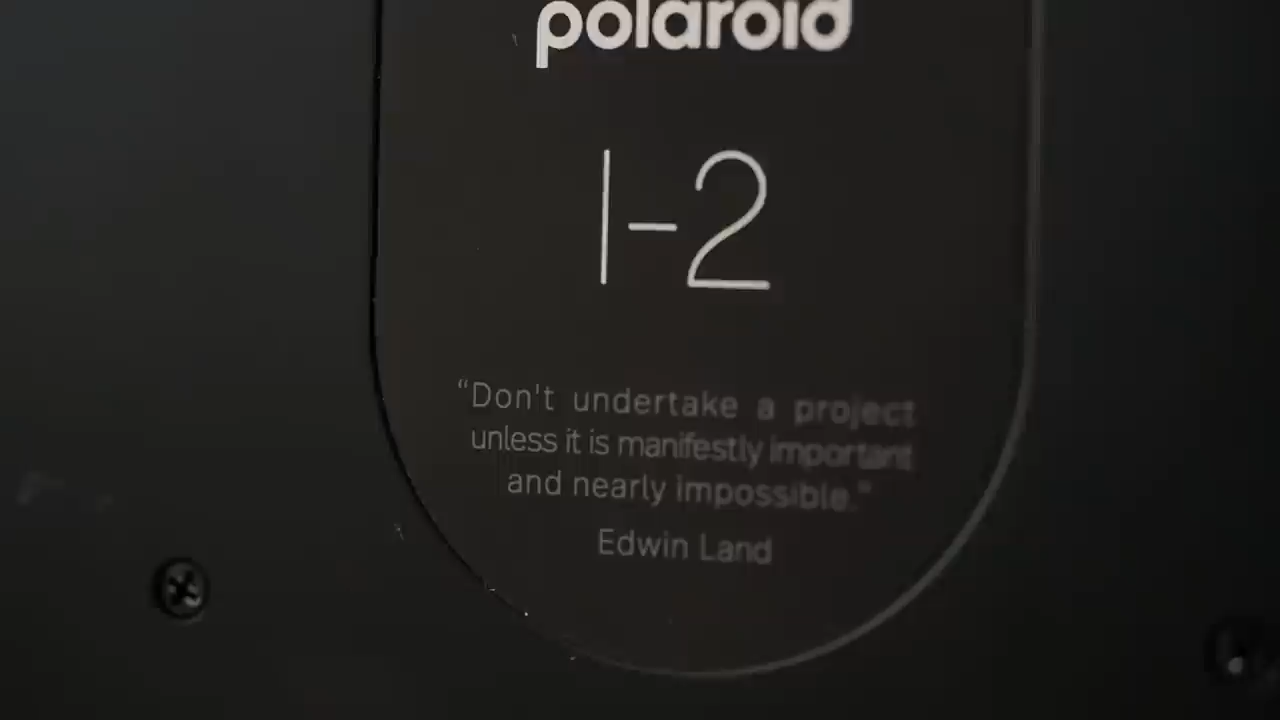 polaroid
I-2
“Don't undertake a project
unless it is manifestly important
and nearly impossible.”
Edwin Land